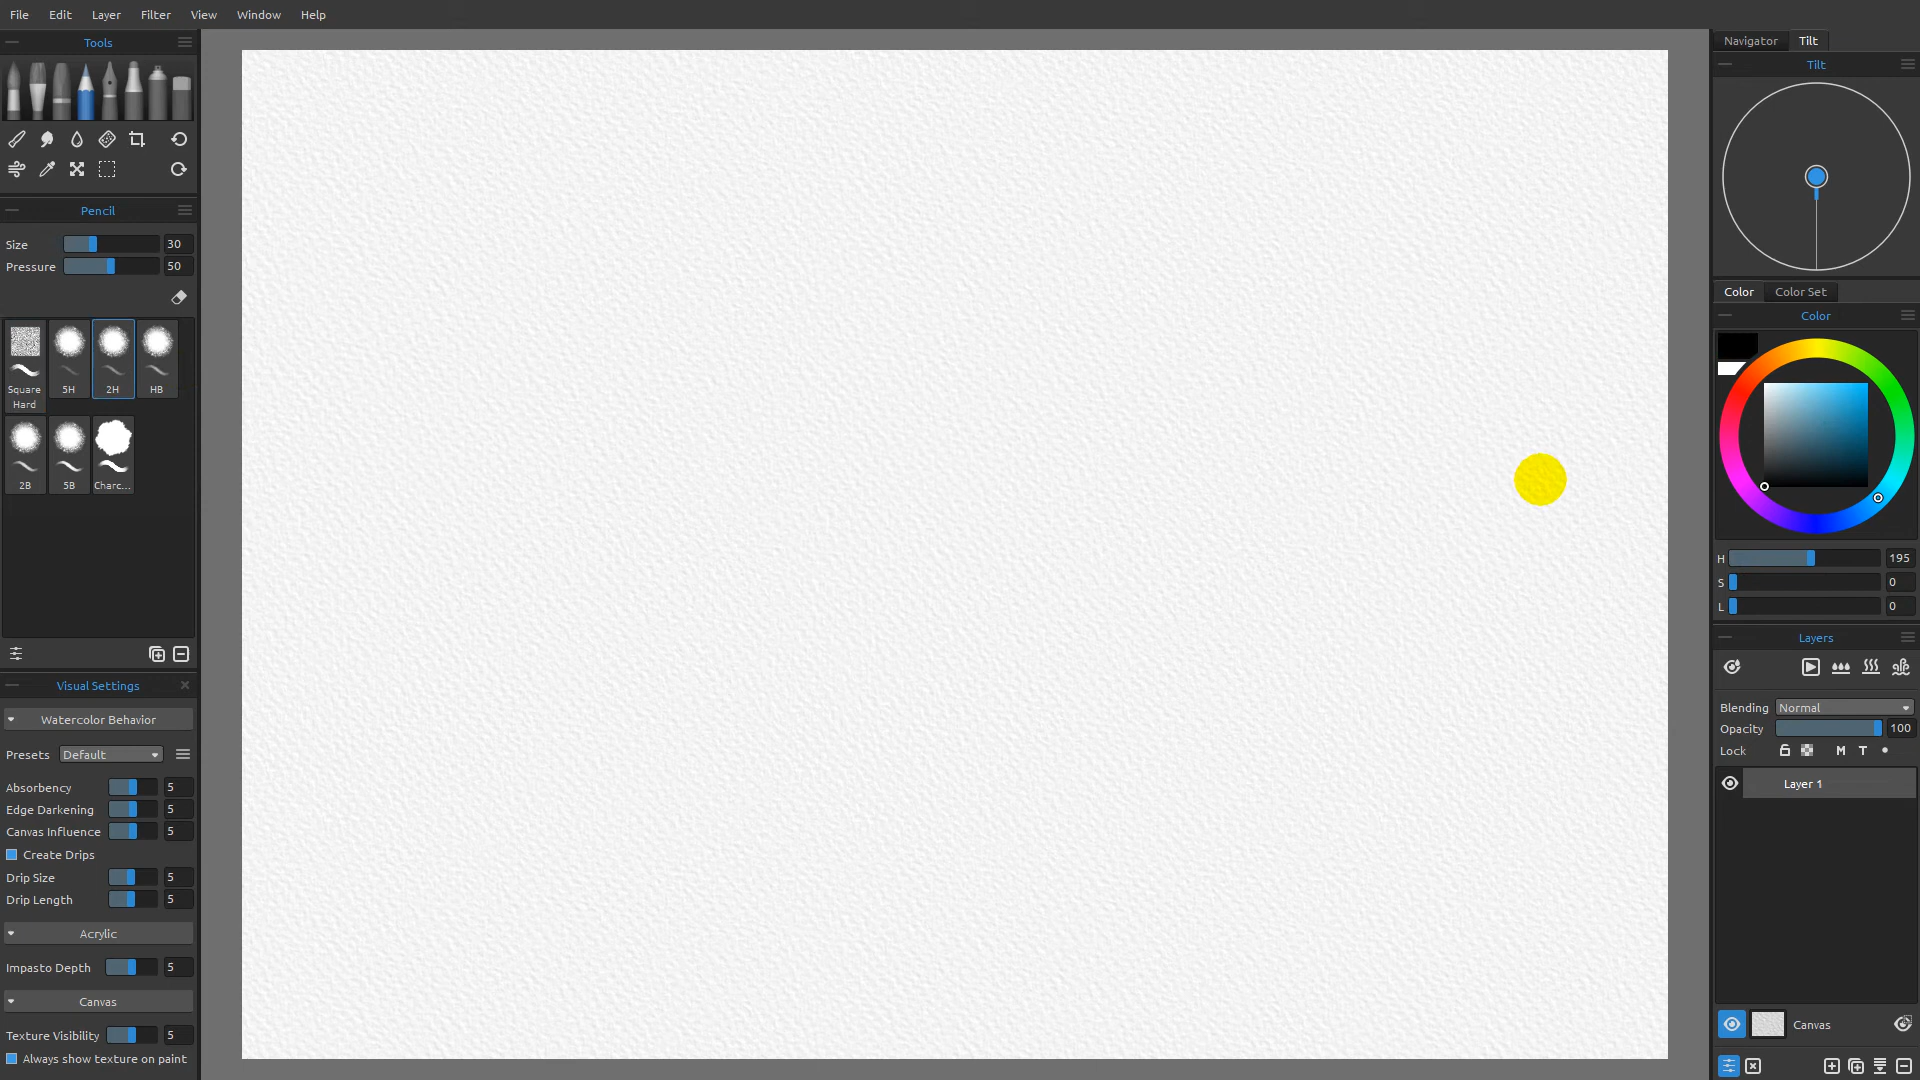 File Edit Layer Filter View Window Help
Tools
Pencil
Size 30
Pressure 50
Square Hard
5H
2H
HB
2B
5B
Charc...
Visual Settings
Watercolor Behavior
Presets Default
Absorbency 5
Edge Darkening 5
Canvas Influence 5
Create Drips
Drip Size 5
Drip Length 5
Acrylic
Impasto Depth 5
Canvas
Texture Visibility 5
Always show texture on paint
Navigator Tilt
Tilt
Color Color Set
Color
H 195
S 0
L 0
Layers
Blending Normal
Opacity 100
Lock M T
Layer 1
Canvas